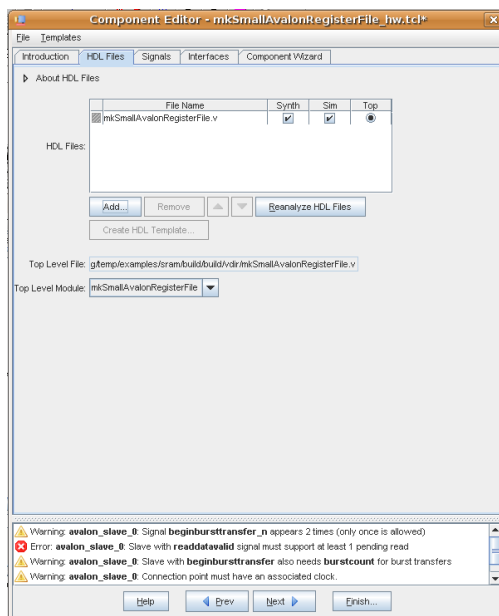 Component Editor - mkSmallAvalonRegisterFile_hw.tcl*
File Templates
Introduction HDL Files Signals Interfaces Component Wizard
About HDL Files
File Name Synth Sim Top
mkSmallAvalonRegisterFile.v
HDL Files:
Add... Remove Reanalyze HDL Files
Create HDL Template...
Top Level File: g/temp/examples/sram/build/build/vdir/mkSmallAvalonRegisterFile.v
Top Level Module: mkSmallAvalonRegisterFile
Warning: avalon_slave_0: Signal beginbursttransfer_n appears 2 times (only once is allowed)
Error: avalon_slave_0: Slave with readdatavalid signal must support at least 1 pending read
Warning: avalon_slave_0: Slave with beginbursttransfer also needs burstcount for burst transfers
Warning: avalon_slave_0: Connection point must have an associated clock.
Help Prev Next Finish...